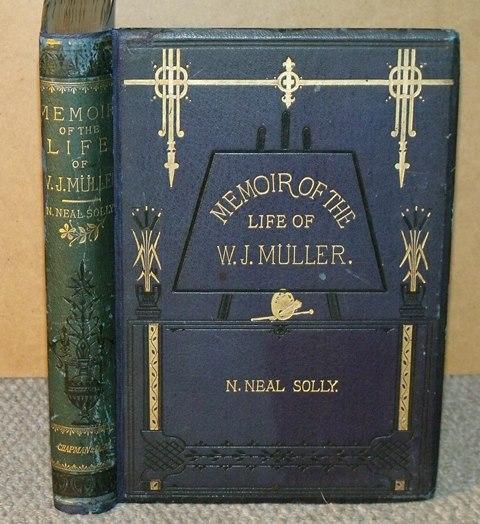 MEMOIR
OF THE
LIFE
OF
W. J. MÜLLER
N. NEAL SOLLY
CHAPMAN
MEMOIR OF THE
LIFE OF
W. J. MÜLLER.
N. NEAL SOLLY.